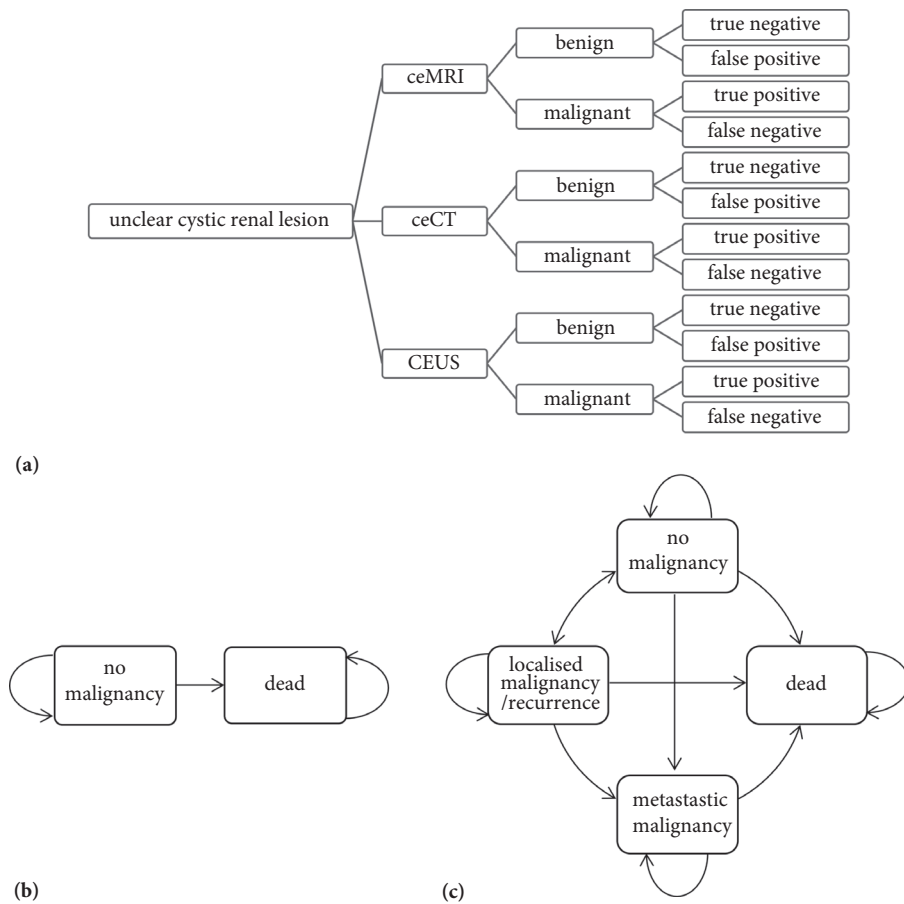 true negative
benign
false positive
ceMRI
true positive
malignant
false negative
true negative
benign
false positive
unclear cystic renal lesion
ceCT
true positive
malignant
false negative
true negative
benign
false positive
CEUS
true positive
malignant
false negative
(a)
no
malignancy
dead
(b)
no
malignancy
localised
malignancy
/recurrence
dead
metastastic
malignancy
(c)